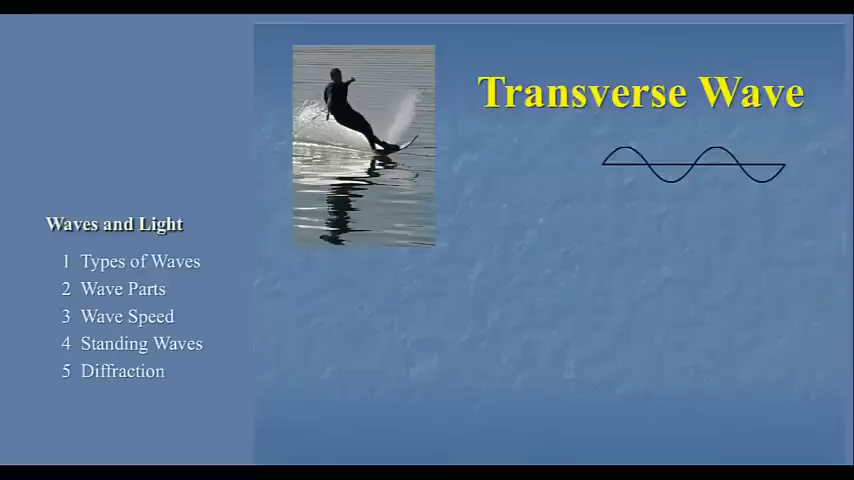 Transverse Wave
Waves and Light
1 Types of Waves
2 Wave Parts
3 Wave Speed
4 Standing Waves
5 Diffraction